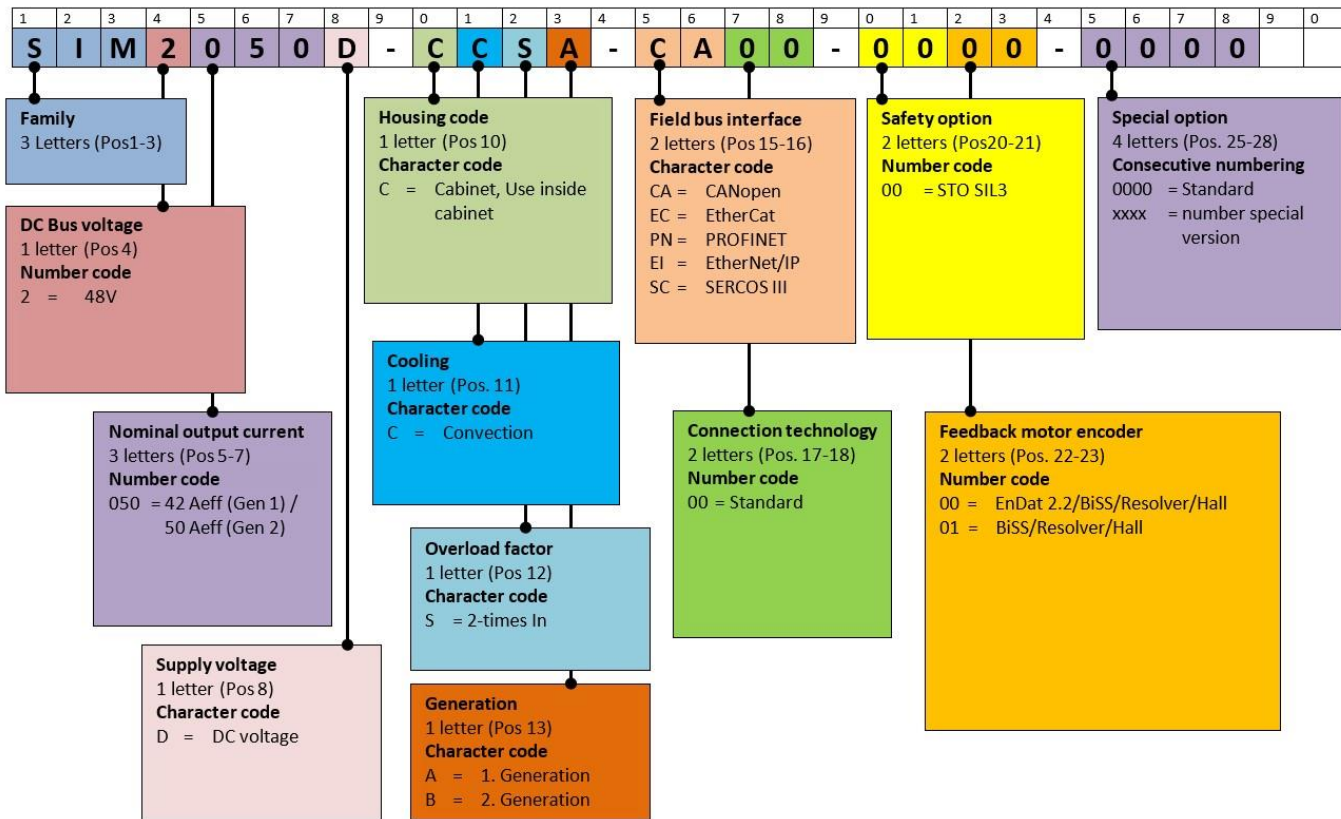 1 2 3 4 5 6 7 8 9 0 1 2 3 4 5 6 7 8 9 0 1 2 3 4 5 6 7 8 9 0
S I M 2 0 5 0 D - C C S A - C A 0 0 - 0 0 0 0 - 0 0 0 0
Family
3 Letters (Pos1-3)
DC Bus voltage
1 letter (Pos 4)
Number code
2 = 48V
Nominal output current
3 letters (Pos 5-7)
Number code
050 = 42 Aeff (Gen 1) /
50 Aeff (Gen 2)
Supply voltage
1 letter (Pos 8)
Character code
D = DC voltage
Housing code
1 letter (Pos 10)
Character code
C = Cabinet, Use inside
cabinet
Cooling
1 letter (Pos. 11)
Character code
C = Convection
Overload factor
1 letter (Pos 12)
Character code
S = 2-times In
Generation
1 letter (Pos 13)
Character code
A = 1. Generation
B = 2. Generation
Field bus interface
2 letters (Pos 15-16)
Character code
CA = CANopen
EC = EtherCat
PN = PROFINET
EI = EtherNet/IP
SC = SERCOS III
Connection technology
2 letters (Pos. 17-18)
Number code
00 = Standard
Safety option
2 letters (Pos20-21)
Number code
00 = STO SIL3
Feedback motor encoder
2 letters (Pos. 22-23)
Number code
00 = EnDat 2.2/BiSS/Resolver/Hall
01 = BiSS/Resolver/Hall
Special option
4 letters (Pos. 25-28)
Consecutive numbering
0000 = Standard
xxxx = number special
version